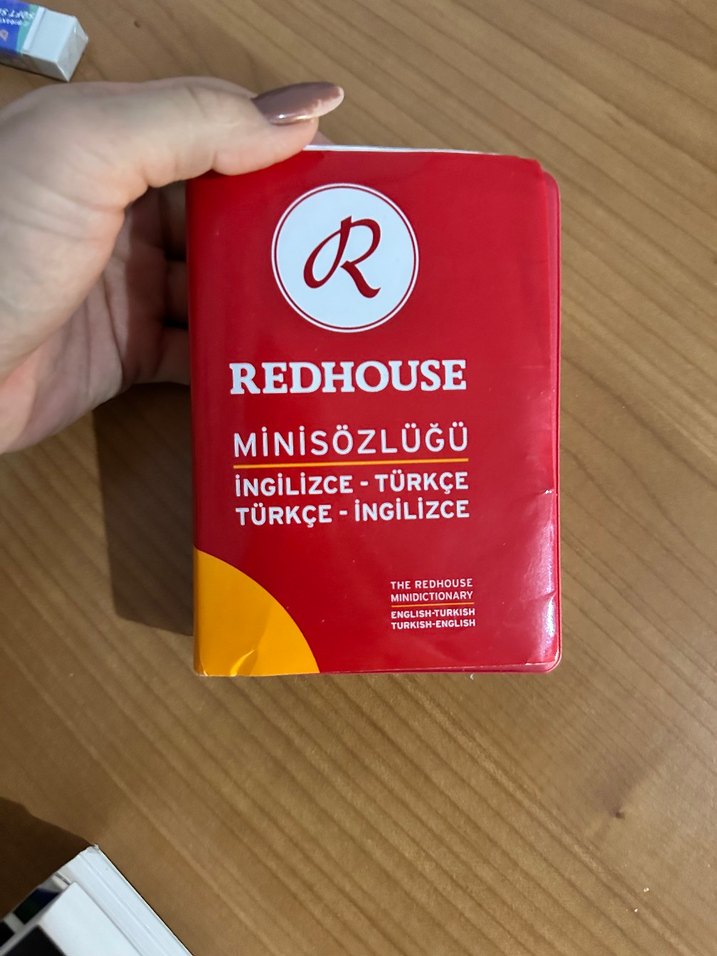 SOFT S
R
REDHOUSE
MİNİSÖZLÜĞÜ
İNGİLİZCE - TÜRKÇE
TÜRKÇE - İNGİLİZCE
THE REDHOUSE
MINIDICTIONARY
ENGLISH-TURKISH
TURKISH-ENGLISH